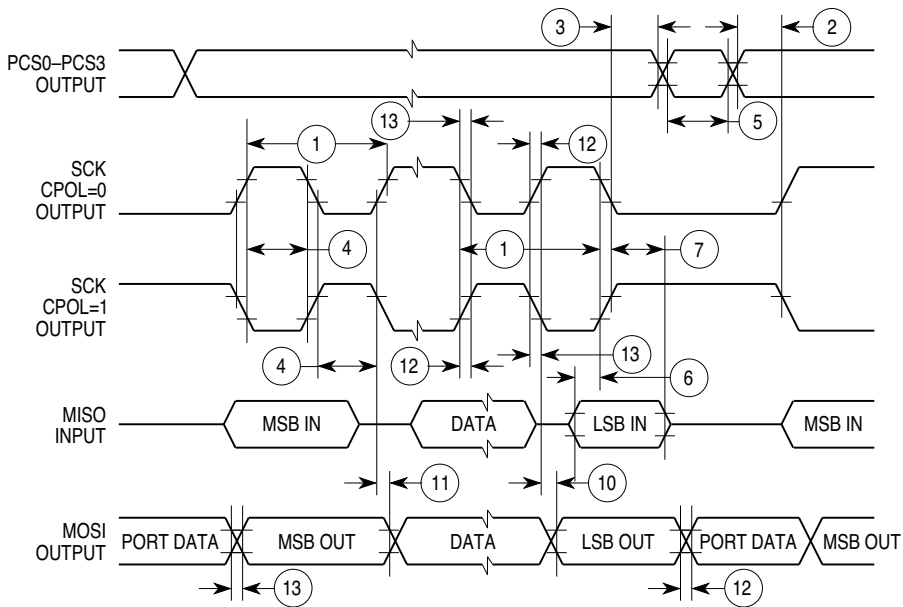 3
2
PCS0–PCS3
OUTPUT
5
13
12
1
SCK
CPOL=0
OUTPUT
4
1
7
SCK
CPOL=1
OUTPUT
4
12
13
6
MISO
INPUT
MSB IN
DATA
LSB IN
MSB IN
11
10
MOSI
OUTPUT
PORT DATA
MSB OUT
DATA
LSB OUT
PORT DATA
MSB OUT
13
12